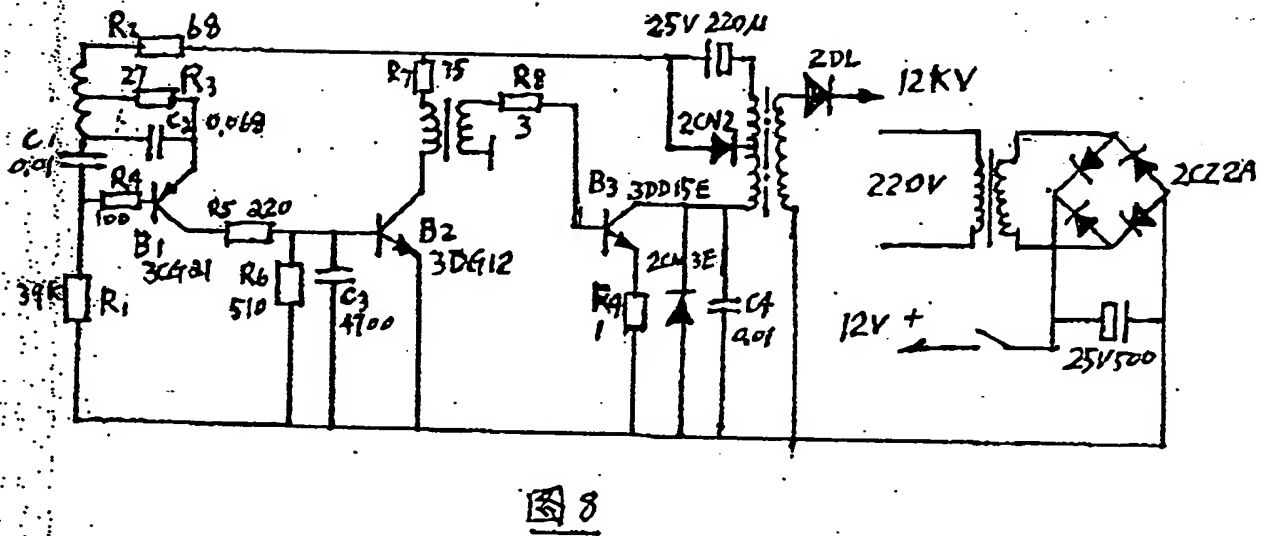 R2 68
27 R3
C2 0,068
C1
0,01
R4
100
B1
3CG21
39K R1
R5 220
R6
510
C3
4700
R7 75
B2
3DG12
R8
3
B3 3DD15E
R9
1
2CN3E
C4
0,01
25V 220μ
2CN2
2DL
12KV
220V
2CZ2A
12V +
25V500
图 8